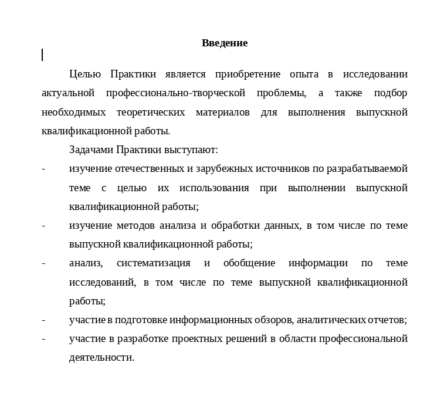 Введение
Целью Практики является приобретение опыта в исследовании
актуальной профессионально-творческой проблемы, а также подбор
необходимых теоретических материалов для выполнения выпускной
квалификационной работы.
Задачами Практики выступают:
- изучение отечественных и зарубежных источников по разрабатываемой
теме с целью их использования при выполнении выпускной
квалификационной работы;
- изучение методов анализа и обработки данных, в том числе по теме
выпускной квалификационной работы;
- анализ, систематизация и обобщение информации по теме
исследований, в том числе по теме выпускной квалификационной
работы;
- участие в подготовке информационных обзоров, аналитических отчетов;
- участие в разработке проектных решений в области профессиональной
деятельности.